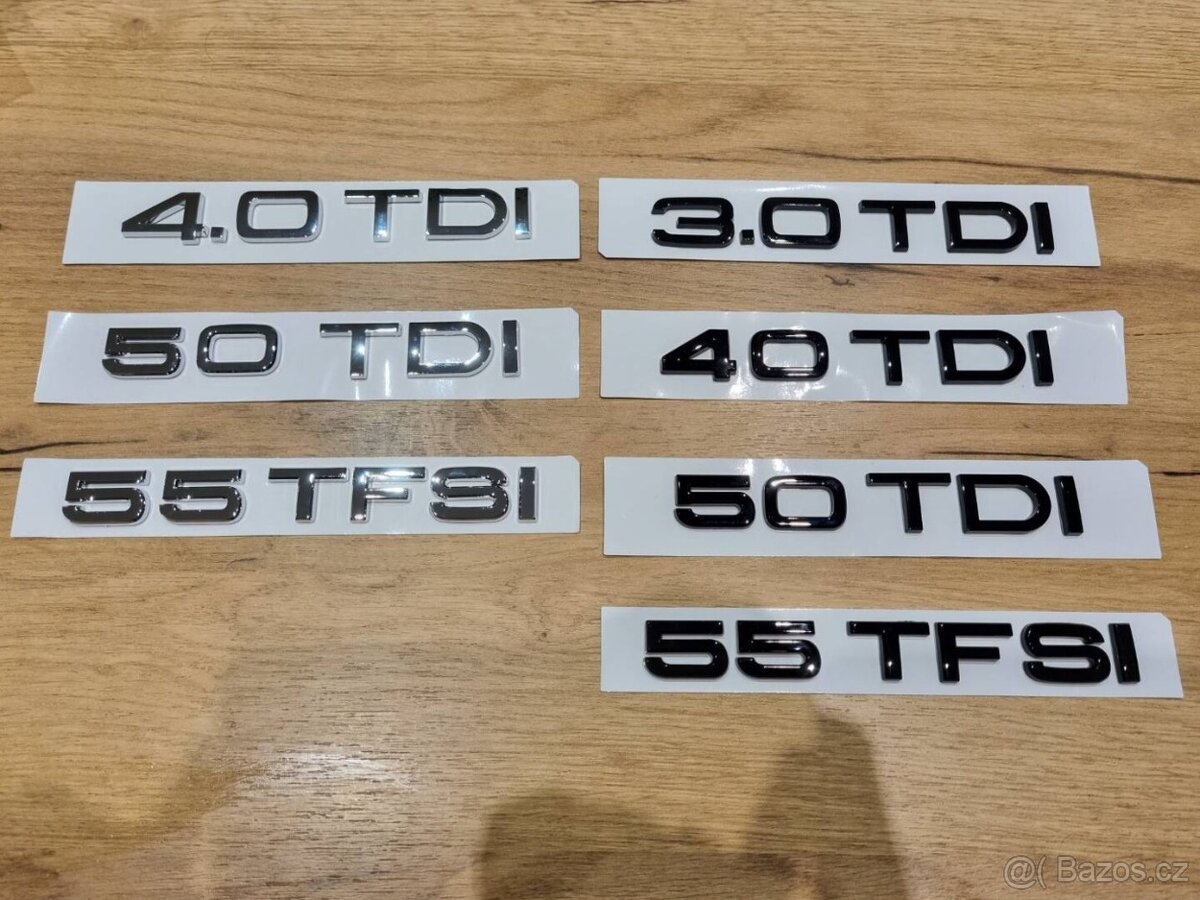 4.0 TDI
3.0 TDI
50 TDI
40 TDI
55 TFSI
50 TDI
55 TFSI
@( Bazos.cz